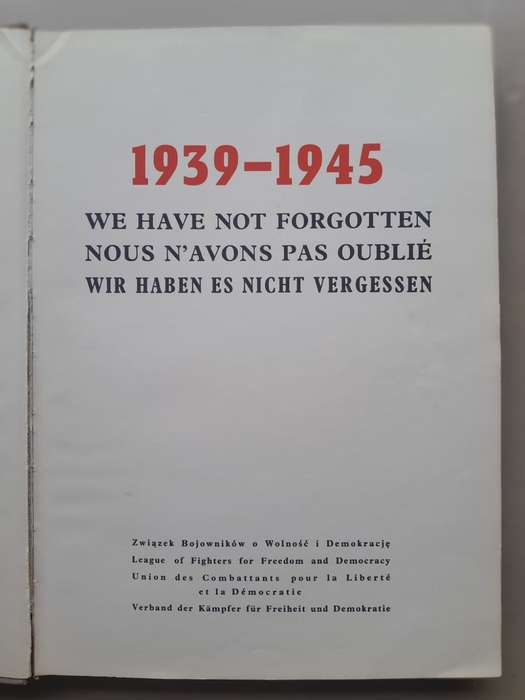 1939–1945
WE HAVE NOT FORGOTTEN
NOUS N'AVONS PAS OUBLIÉ
WIR HABEN ES NICHT VERGESSEN
Związek Bojowników o Wolność i Demokrację
League of Fighters for Freedom and Democracy
Union des Combattants pour la Liberté
et la Démocratie
Verband der Kämpfer für Freiheit und Demokratie